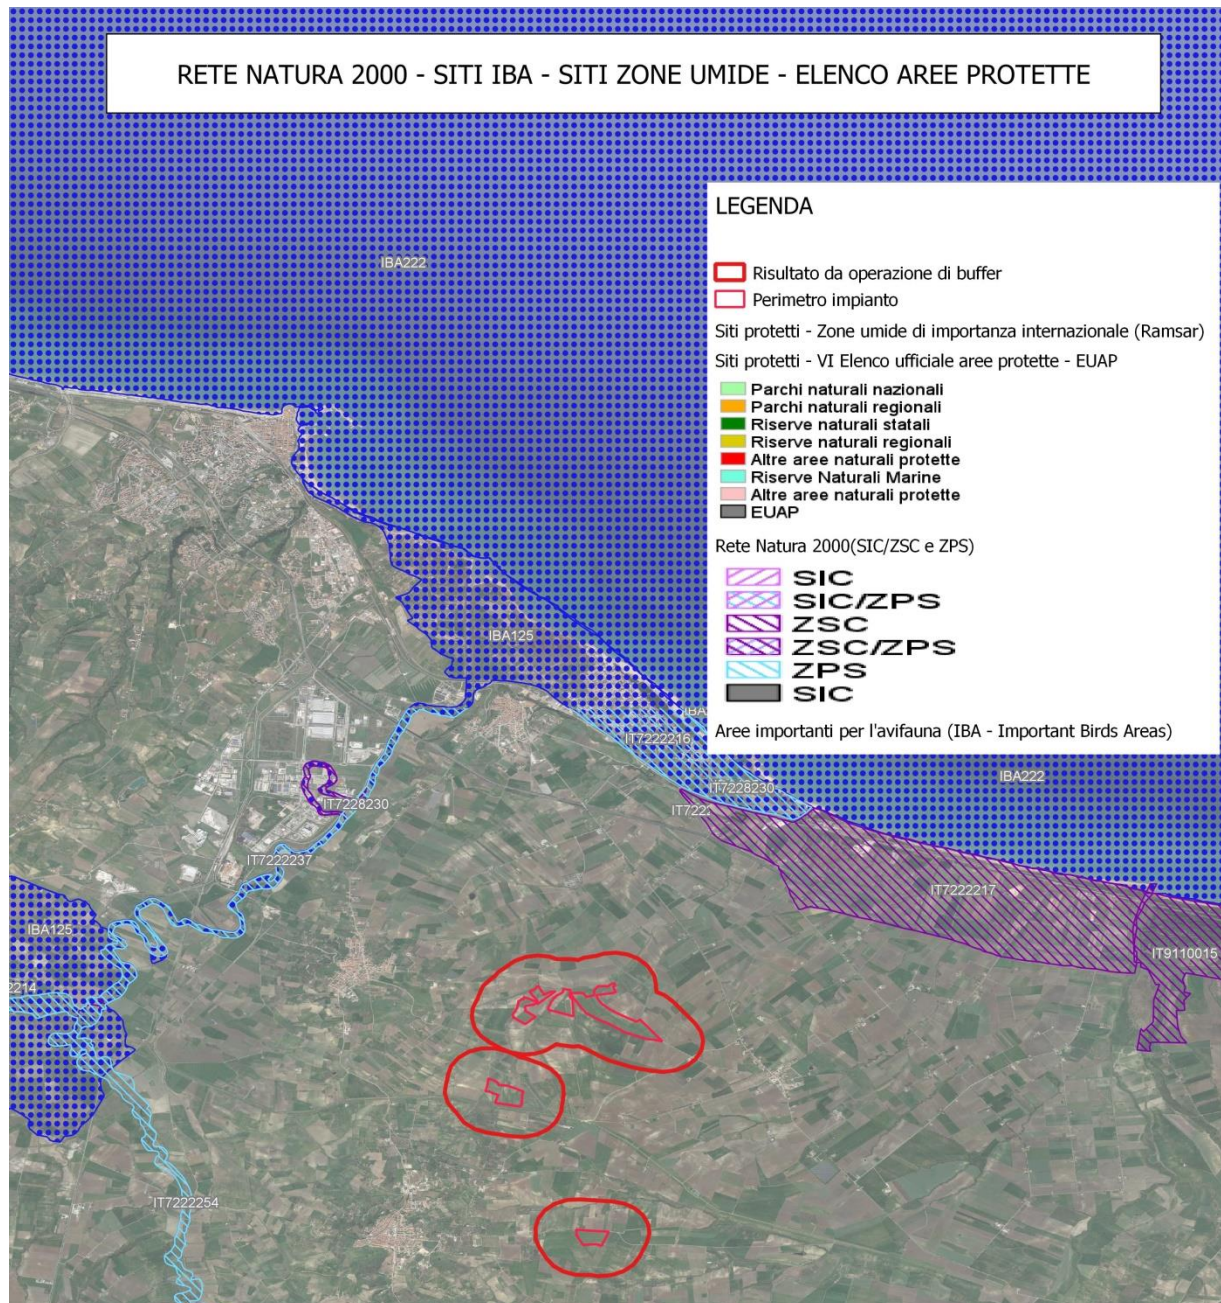 RETE NATURA 2000 - SITI IBA - SITI ZONE UMIDE - ELENCO AREE PROTETTE
LEGENDA
Risultato da operazione di buffer
Perimetro impianto
Siti protetti - Zone umide di importanza internazionale (Ramsar)
Siti protetti - VI Elenco ufficiale aree protette - EUAP
Parchi naturali nazionali
Parchi naturali regionali
Riserve naturali statali
Riserve naturali regionali
Altre aree naturali protette
Riserve Naturali Marine
Altre aree naturali protette
EUAP
Rete Natura 2000(SIC/ZSC e ZPS)
SIC
SIC/ZPS
ZSC
ZSC/ZPS
ZPS
SIC
Aree importanti per l'avifauna (IBA - Important Birds Areas)
IBA222
IBA125
IBA
IT7222216
IBA222
IT7228230
IT7222
IT7228230
IT7222237
IT7222217
IBA125
IT9110015
2214
IT7222254